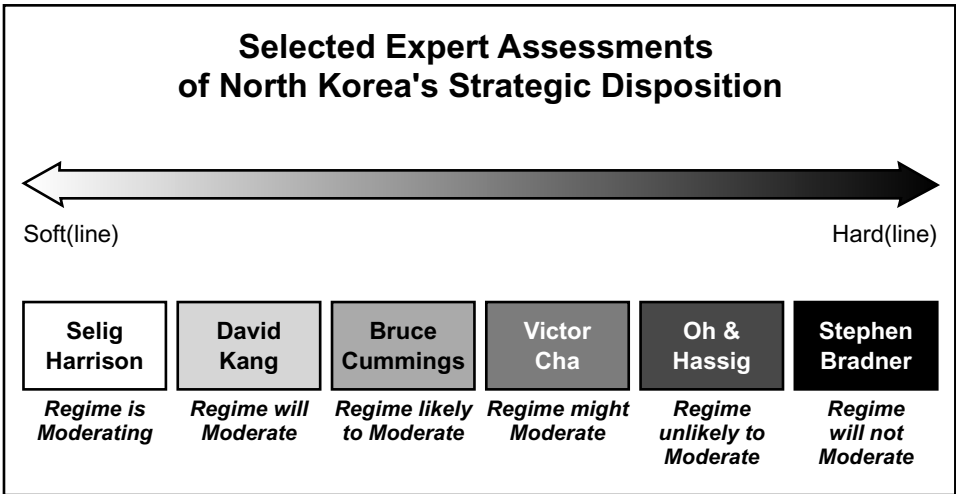 Selected Expert Assessments
of North Korea's Strategic Disposition
Soft(line)
Hard(line)
Selig
Harrison
David
Kang
Bruce
Cummings
Victor
Cha
Oh &
Hassig
Stephen
Bradner
Regime is
Moderating
Regime will
Moderate
Regime likely
to Moderate
Regime might
Moderate
Regime
unlikely to
Moderate
Regime
will not
Moderate